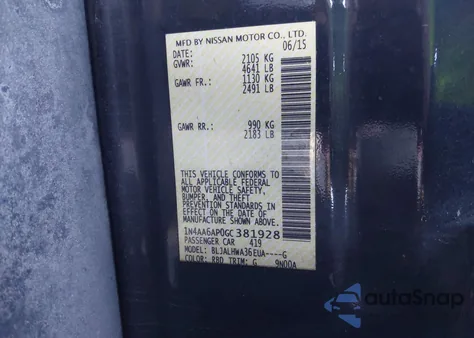 MFD BY NISSAN MOTOR CO., LTD.
DATE: 06/15
GVWR: 2105 KG
4641 LB
GAWR FR.: 1130 KG
2491 LB
GAWR RR.: 990 KG
2183 LB
THIS VEHICLE CONFORMS TO
ALL APPLICABLE FEDERAL
MOTOR VEHICLE SAFETY,
BUMPER, AND THEFT
PREVENTION STANDARDS IN
EFFECT ON THE DATE OF
MANUFACTURE SHOWN ABOVE.
1N4AA6AP0GC381928
PASSENGER CAR 419
MODEL: BLJALHWA36EUA----G
COLOR: RBD TRIM: G 9N00A
autoSnap